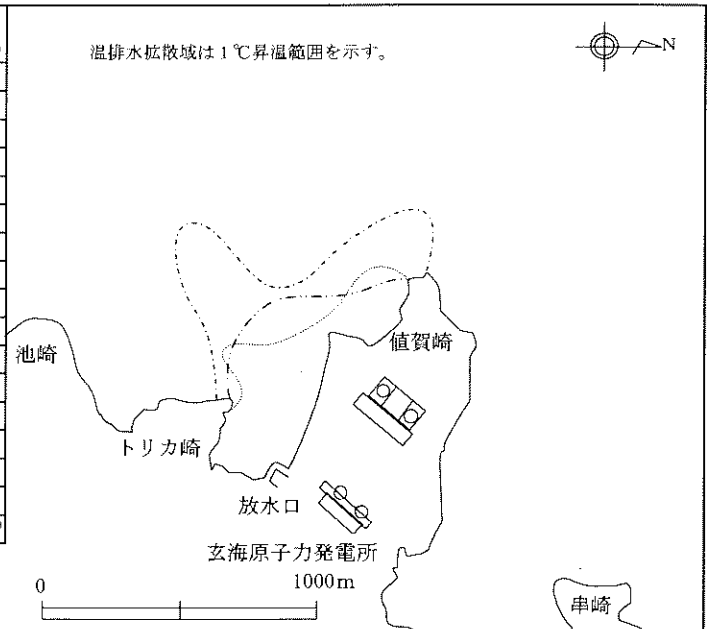 温排水拡散域は1℃昇温範囲を示す。
N
池崎
値賀崎
トリカ崎
放水口
玄海原子力発電所
0
1000m
串崎